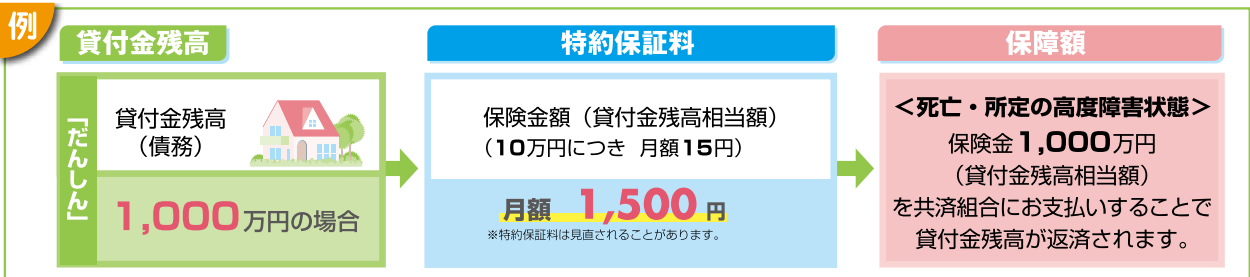 例
貸付金残高
「だんしん」
貸付金残高
（債務）
1,000万円の場合
特約保証料
保険金額（貸付金残高相当額）
（10万円につき 月額15円）
月額 1,500 円
※特約保証料は見直されることがあります。
保障額
＜死亡・所定の高度障害状態＞
保険金1,000万円
（貸付金残高相当額）
を共済組合にお支払いすることで
貸付金残高が返済されます。